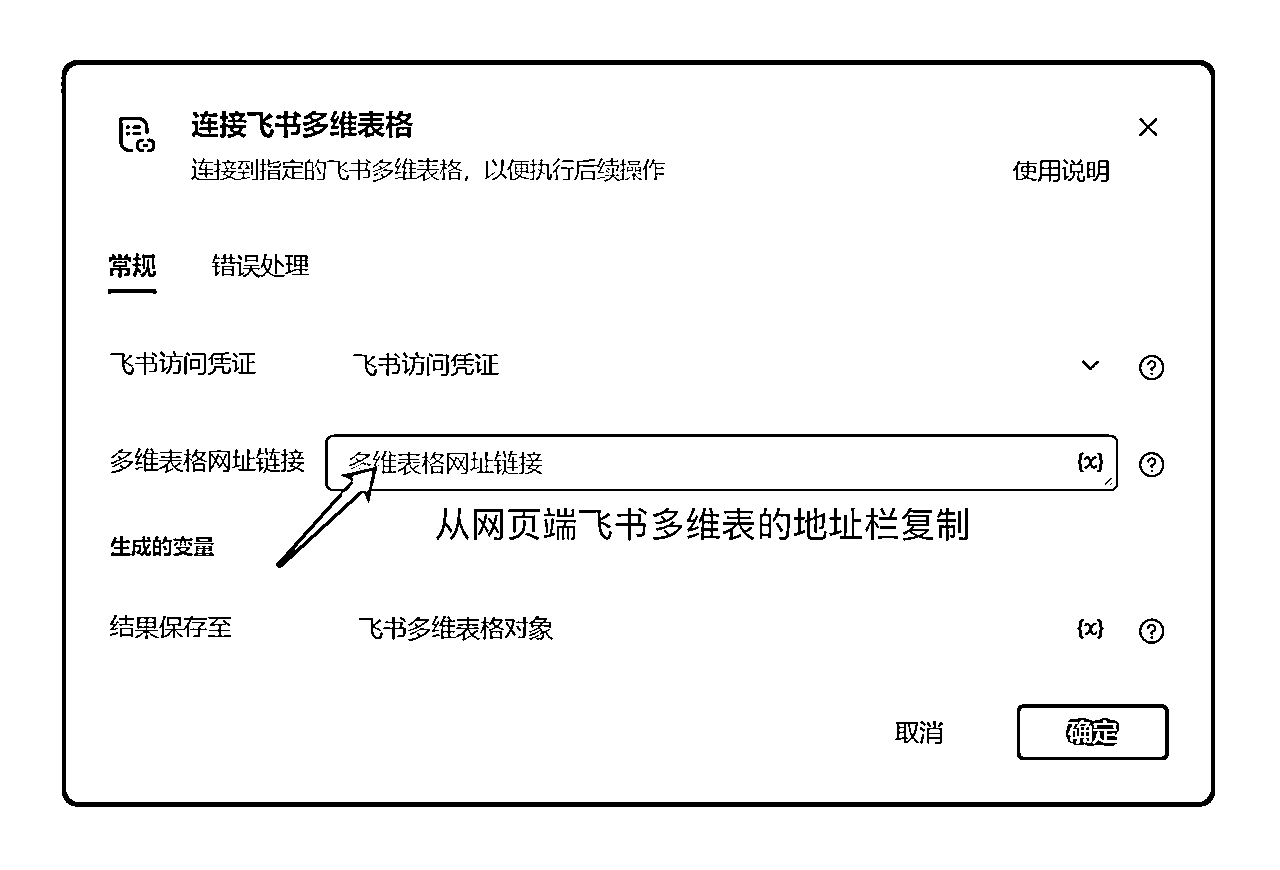 连接飞书多维表格
连接到指定的飞书多维表格，以便执行后续操作
使用说明
常规 错误处理
飞书访问凭证 飞书访问凭证
多维表格网址链接 多维表格网址链接 {x}
从网页端飞书多维表的地址栏复制
生成的变量
结果保存至 飞书多维表格对象 {x}
取消 确定